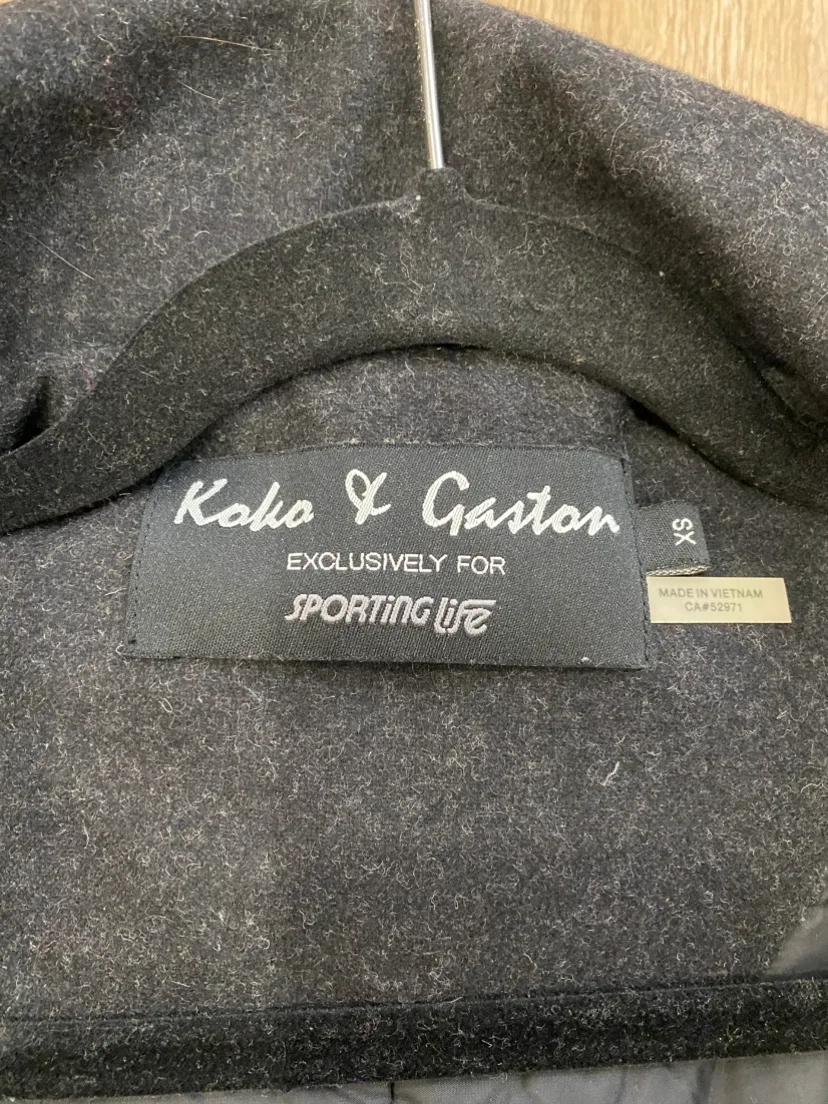 Koko & Gaston
EXCLUSIVELY FOR
SPORTiNG Life
XS
MADE IN VIETNAM
CA#52971